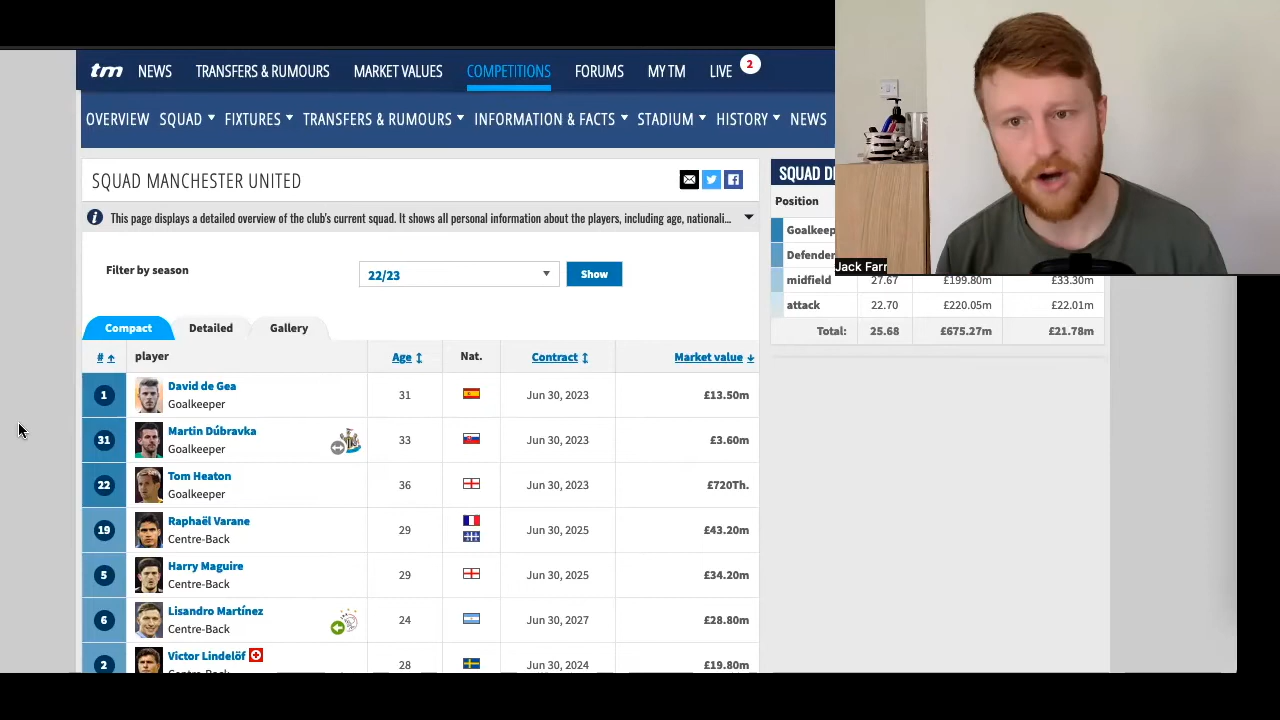 tm NEWS TRANSFERS & RUMOURS MARKET VALUES COMPETITIONS FORUMS MY TM LIVE 2
OVERVIEW SQUAD FIXTURES TRANSFERS & RUMOURS INFORMATION & FACTS STADIUM HISTORY NEWS
SQUAD MANCHESTER UNITED
This page displays a detailed overview of the club's current squad. It shows all personal information about the players, including age, nationali...
Filter by season 22/23 Show
Compact Detailed Gallery
# player Age Nat. Contract Market value
1 David de Gea 31 Jun 30, 2023 £13.50m
Goalkeeper
31 Martin Dúbravka 33 Jun 30, 2023 £3.60m
Goalkeeper
22 Tom Heaton 36 Jun 30, 2023 £720Th.
Goalkeeper
19 Raphaël Varane 29 Jun 30, 2025 £43.20m
Centre-Back
5 Harry Maguire 29 Jun 30, 2025 £34.20m
Centre-Back
6 Lisandro Martínez 24 Jun 30, 2027 £28.80m
Centre-Back
2 Victor Lindelöf 28 Jun 30, 2024 £19.80m
SQUAD
Position
Goalkeep
Defender
midfield 27.67 £199.80m £33.30m
attack 22.70 £220.05m £22.01m
Total: 25.68 £675.27m £21.78m
Jack Farr